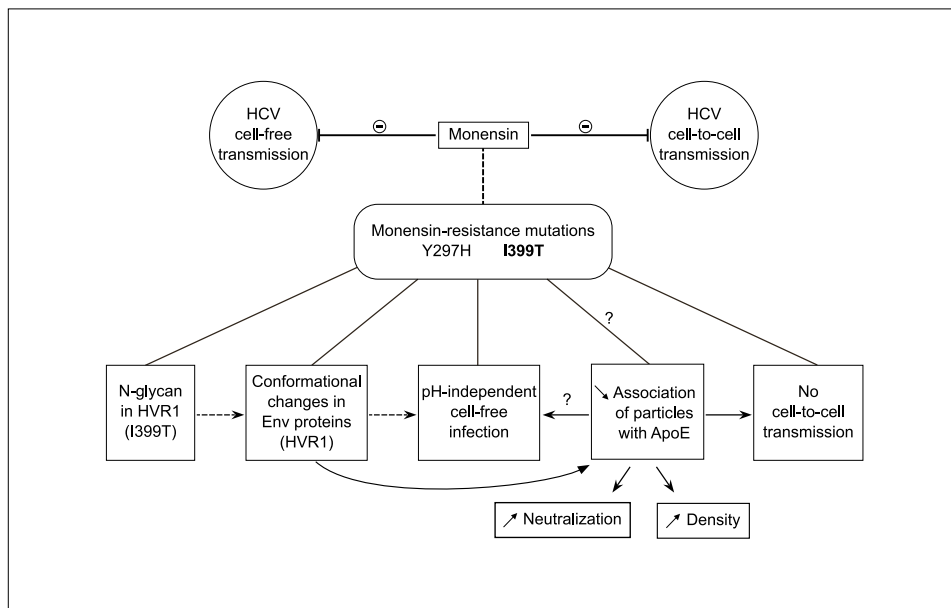 HCV
cell-free
transmission
⊖
Monensin
⊖
HCV
cell-to-cell
transmission
Monensin-resistance mutations
Y297H I399T
?
N-glycan
in HVR1
(I399T)
Conformational
changes in
Env proteins
(HVR1)
pH-independent
cell-free
infection
?
↘ Association
of particles
with ApoE
No
cell-to-cell
transmission
↗ Neutralization
↗ Density